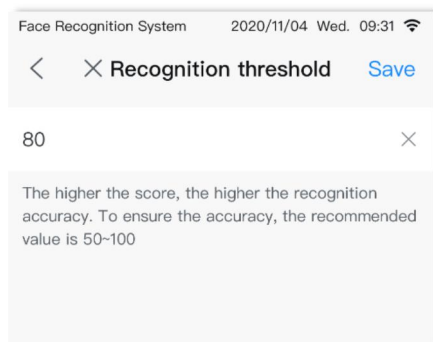 Face Recognition System 2020/11/04 Wed. 09:31
Recognition threshold Save
80
The higher the score, the higher the recognition
accuracy. To ensure the accuracy, the recommended
value is 50~100